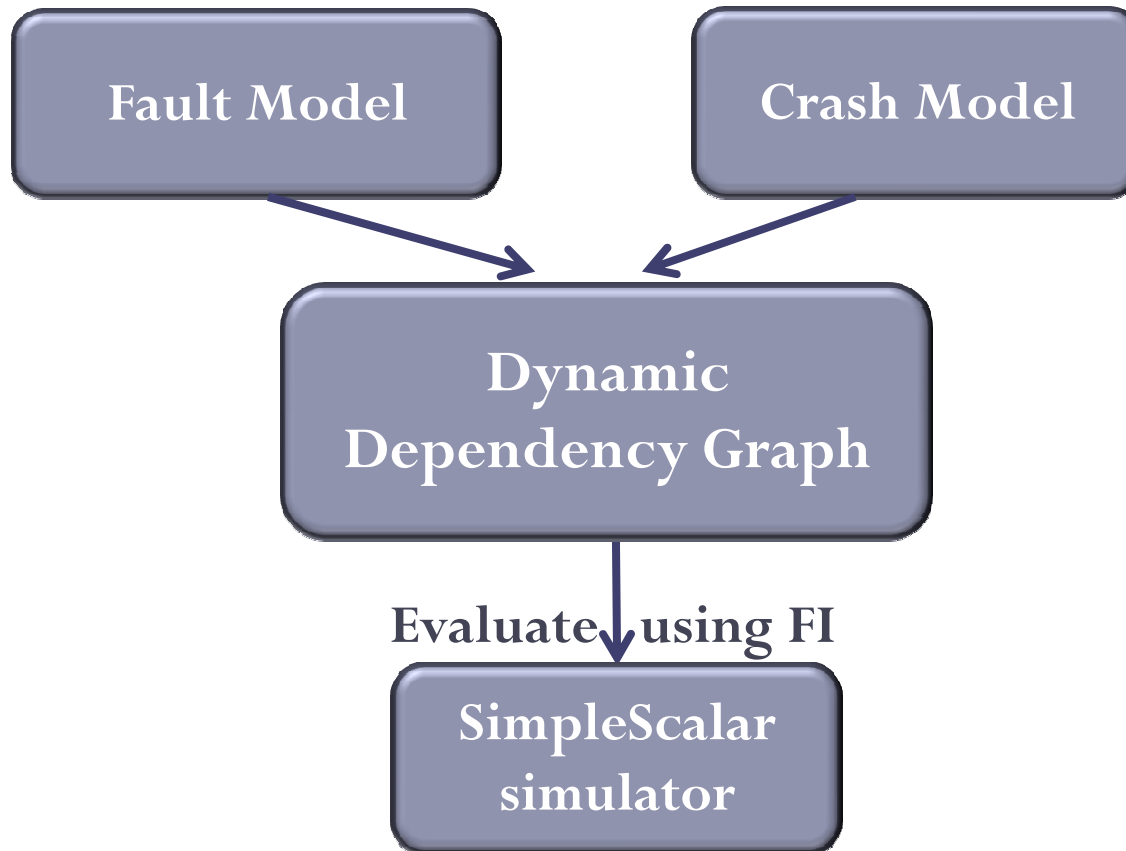 Fault Model
Crash Model
Dynamic
Dependency Graph
Evaluate using FI
SimpleScalar
simulator